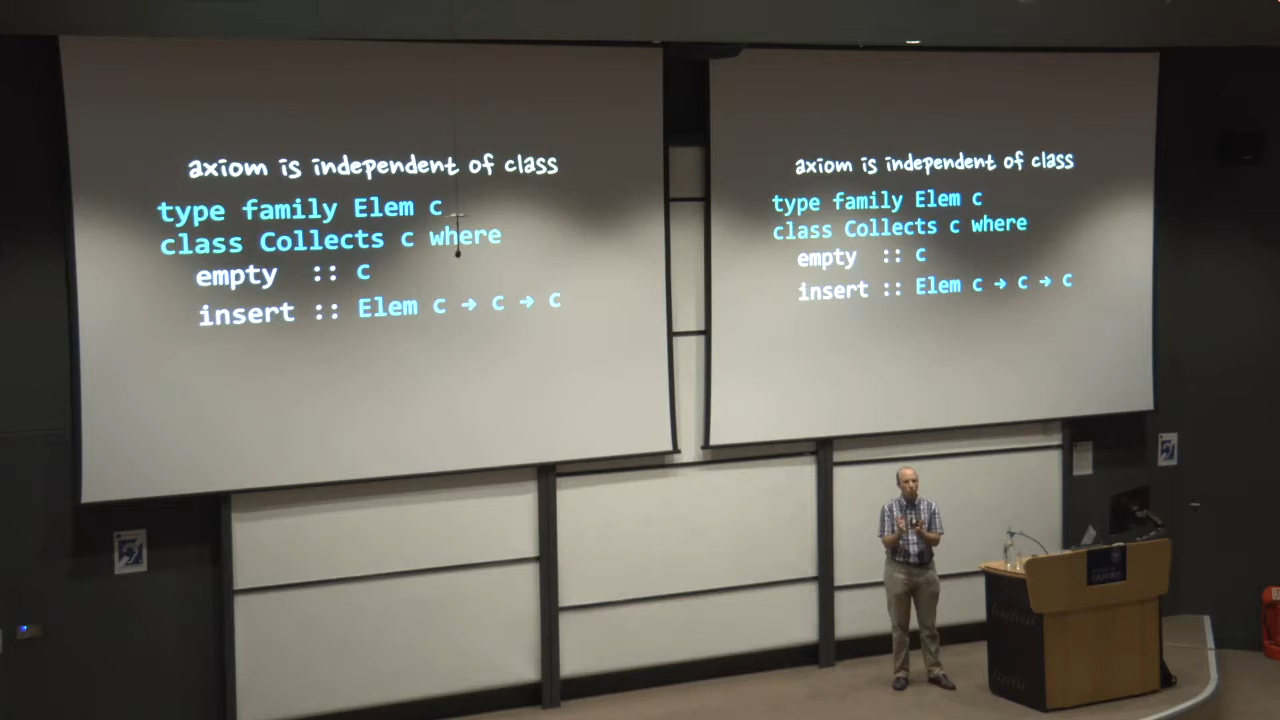 axiom is independent of class
type family Elem c
class Collects c where
empty :: c
insert :: Elem c → c → c
axiom is independent of class
type family Elem c
class Collects c where
empty :: c
insert :: Elem c → c → c
OXFORD